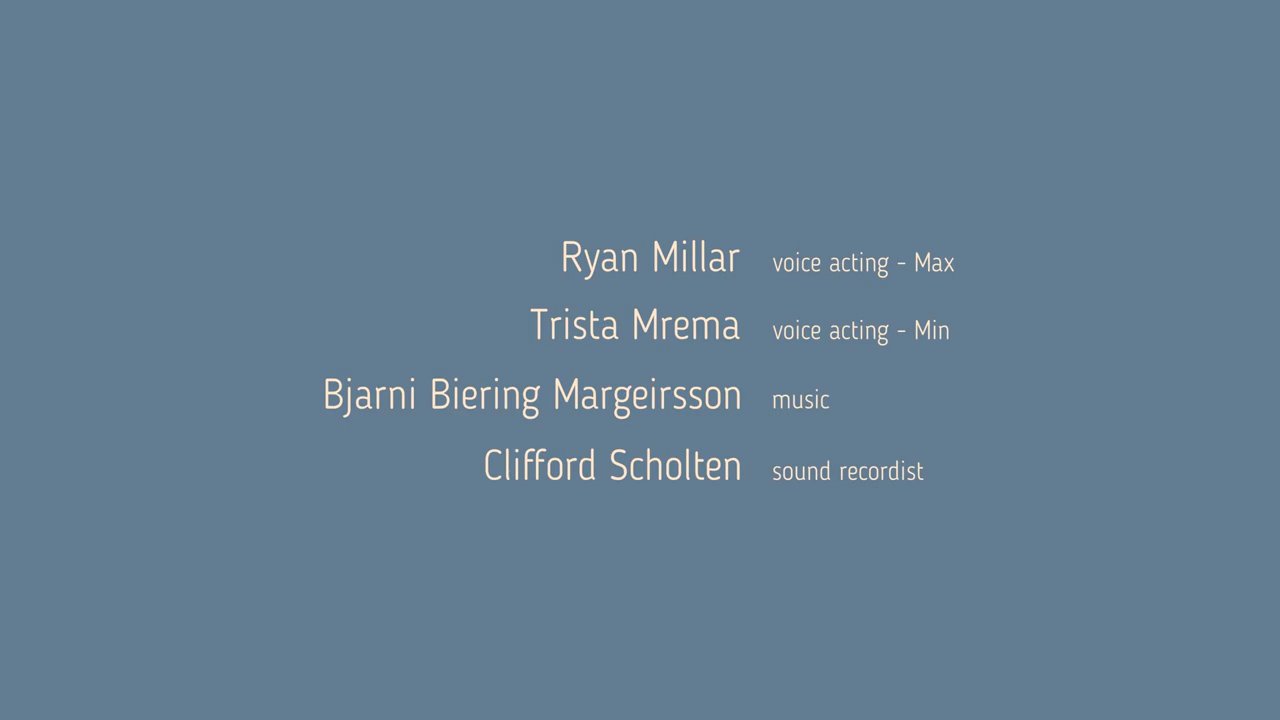 Ryan Millar voice acting - Max
Trista Mrema voice acting - Min
Bjarni Biering Margeirsson music
Clifford Scholten sound recordist